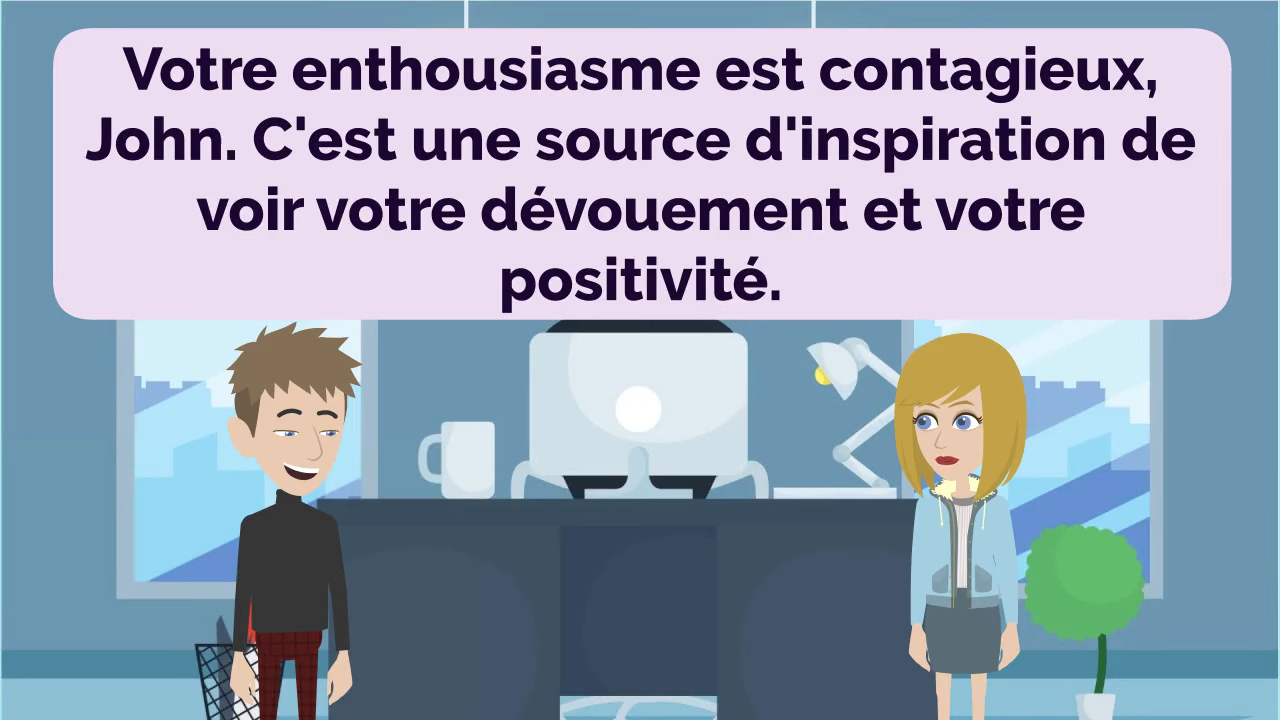 Votre enthousiasme est contagieux,
John. C'est une source d'inspiration de
voir votre dévouement et votre
positivité.